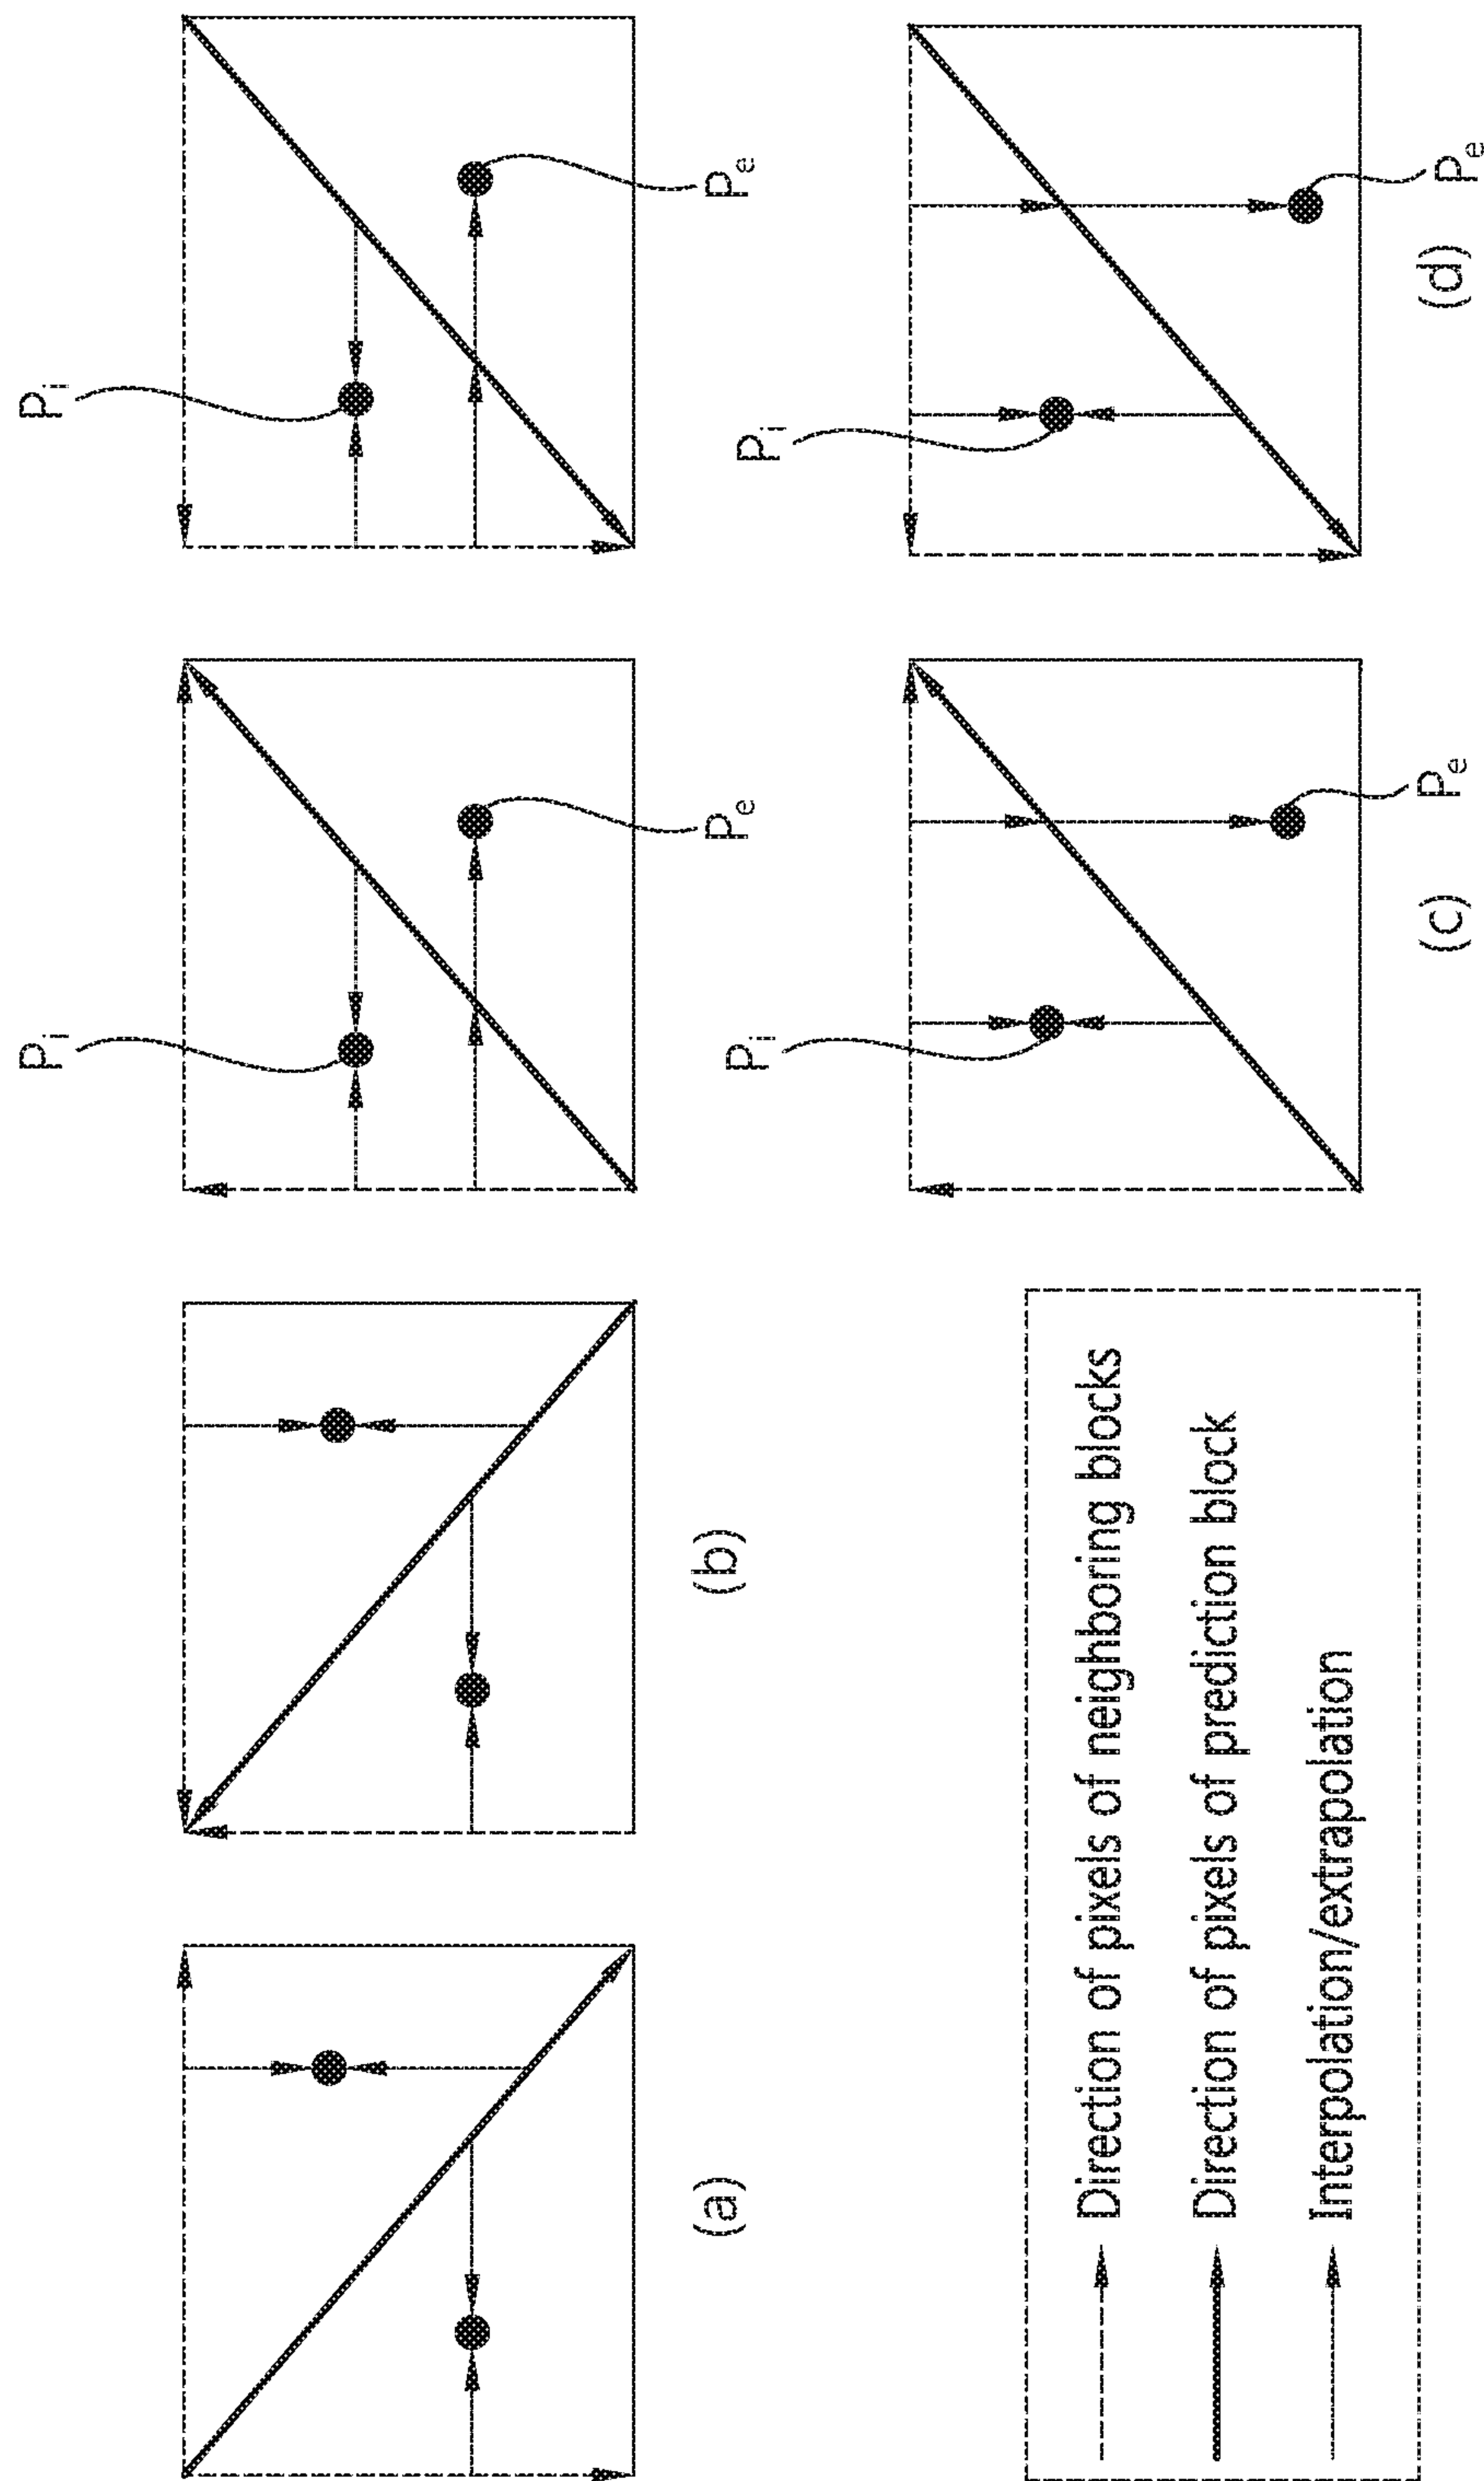 P_i
P_i
(a)
(b)
P_e
P_e
P_i
P_i
Direction of pixels of neighboring blocks
Direction of pixels of prediction block
Interpolation/extrapolation
(c)
P_e
(d)
P_e